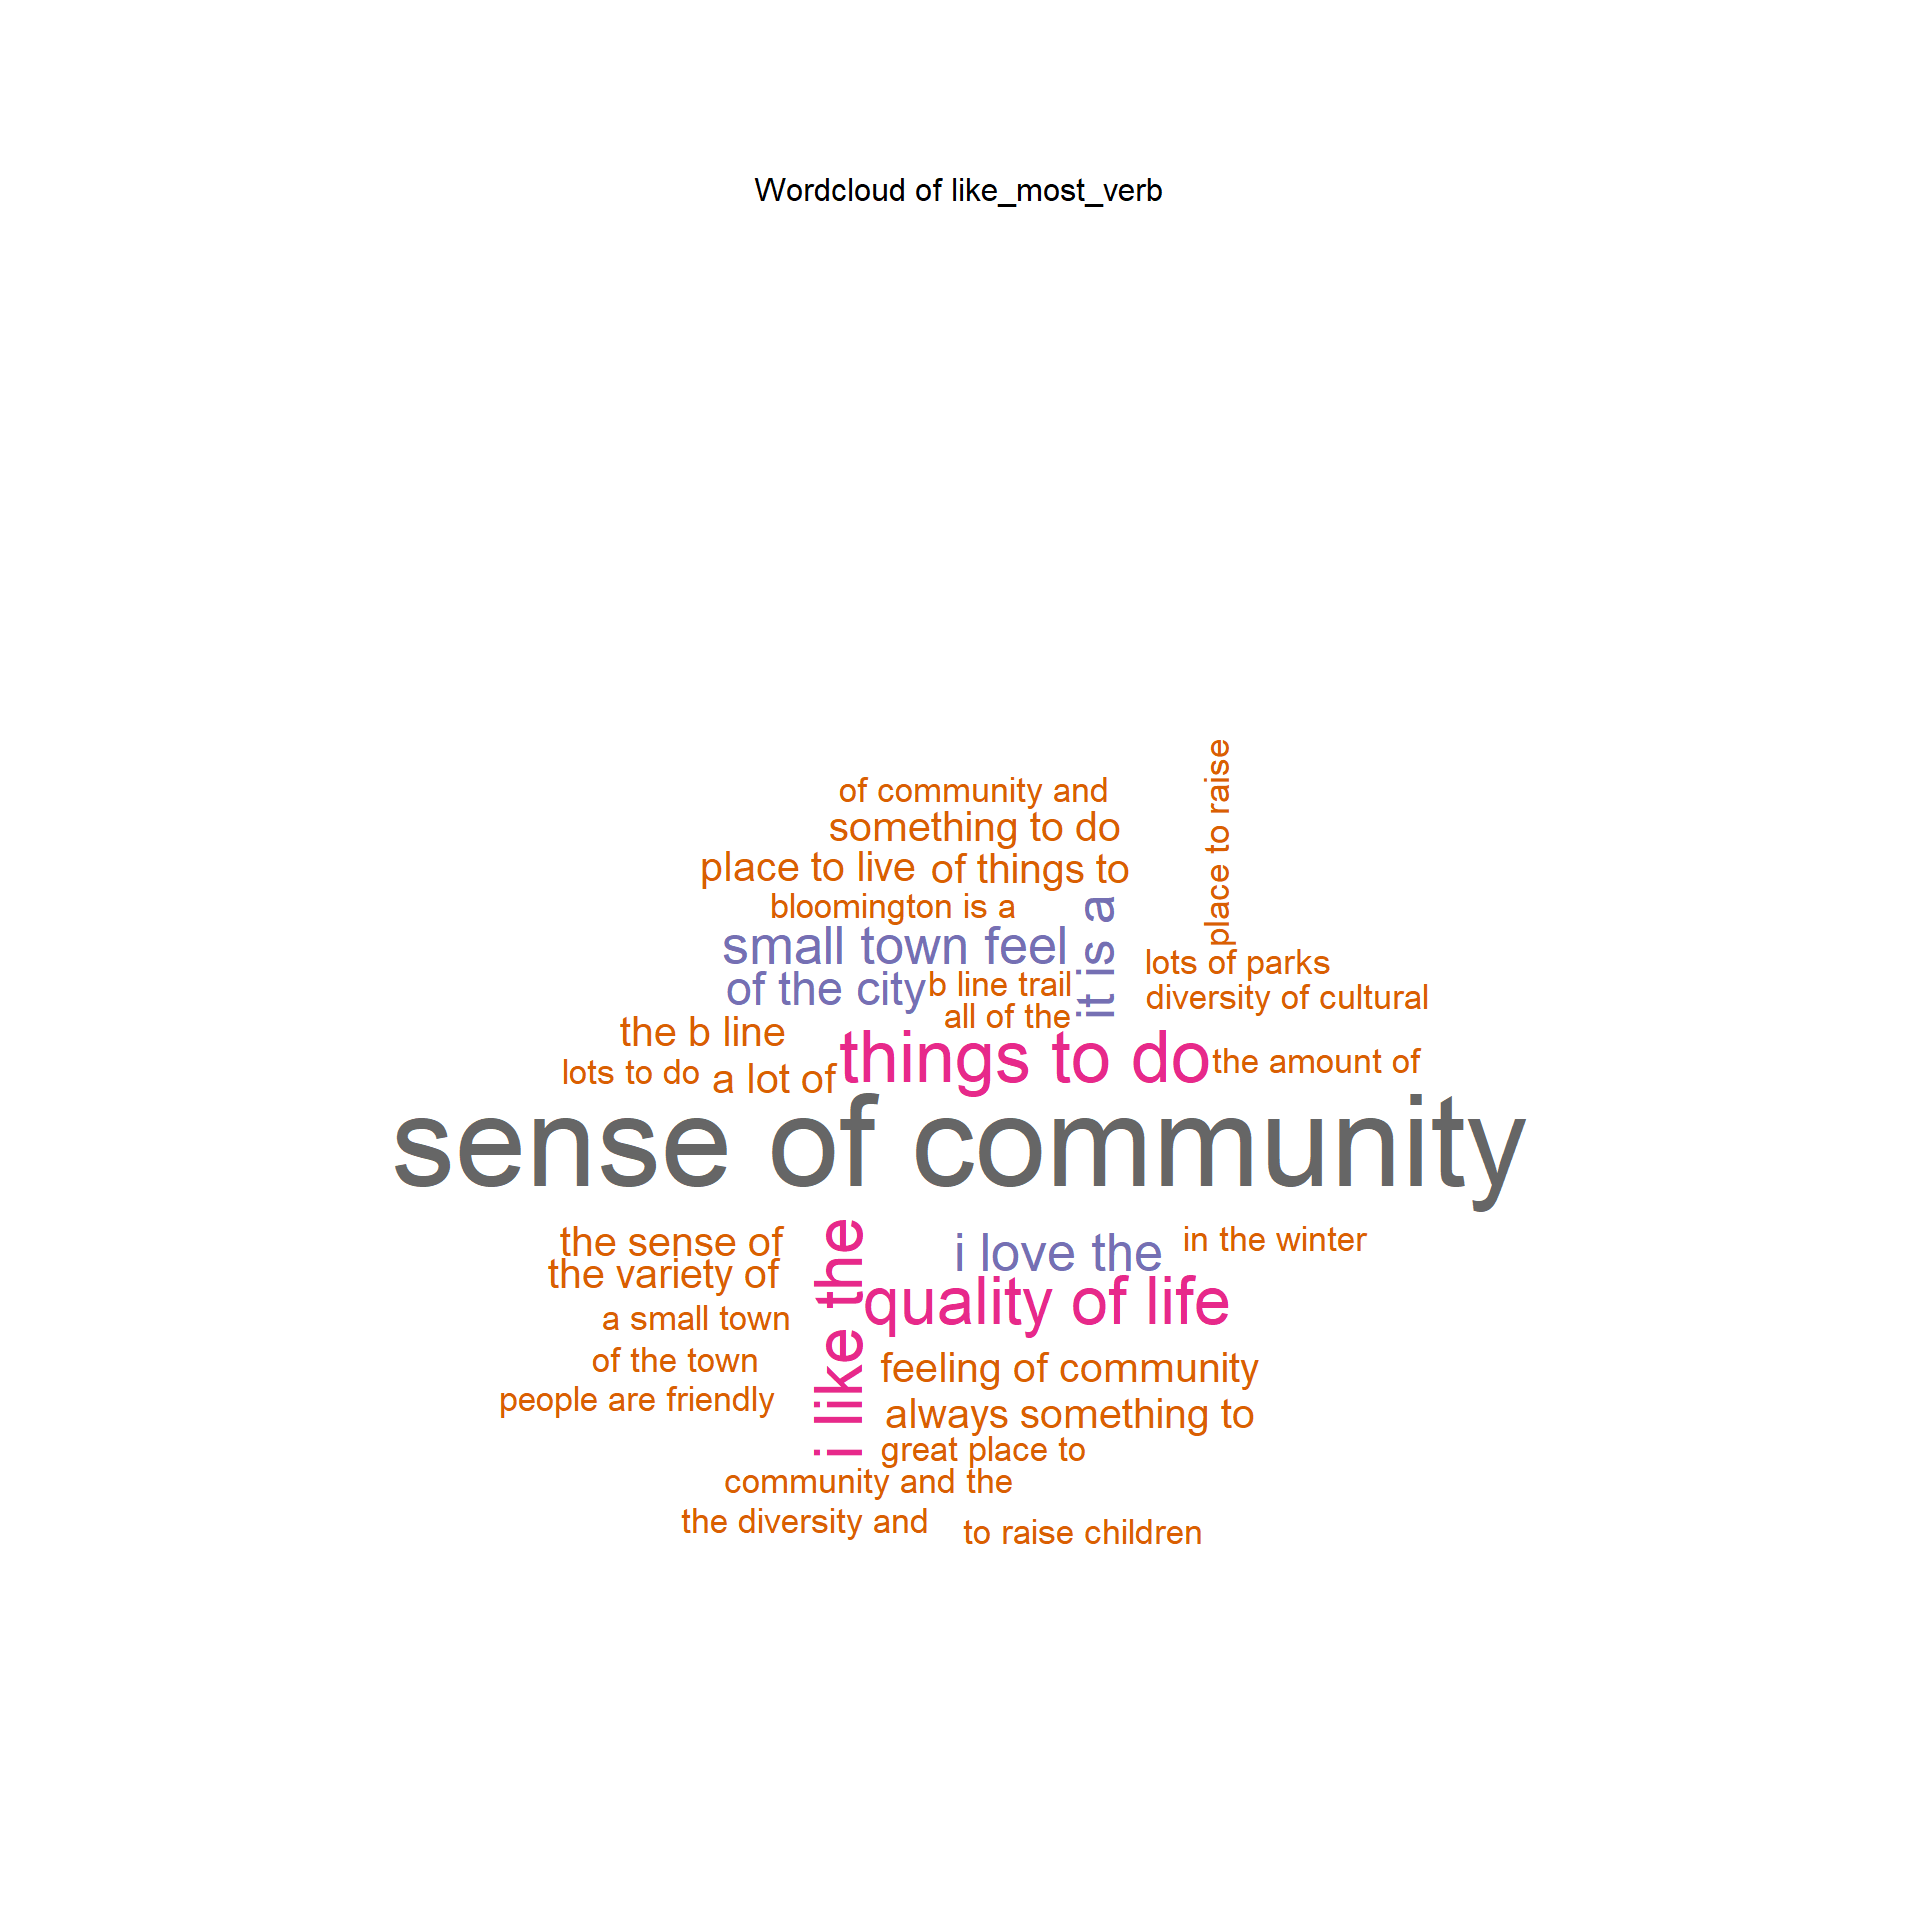 Wordcloud of like_most_verb
place to raise
of community and
something to do
place to live
of things to
bloomington is a
it is a
small town feel
lots of parks
of the city
b line trail
diversity of cultural
all of the
the b line
things to do
the amount of
lots to do
a lot of
sense of community
the sense of
i like the
i love the
in the winter
the variety of
quality of life
a small town
of the town
feeling of community
people are friendly
always something to
great place to
community and the
the diversity and
to raise children